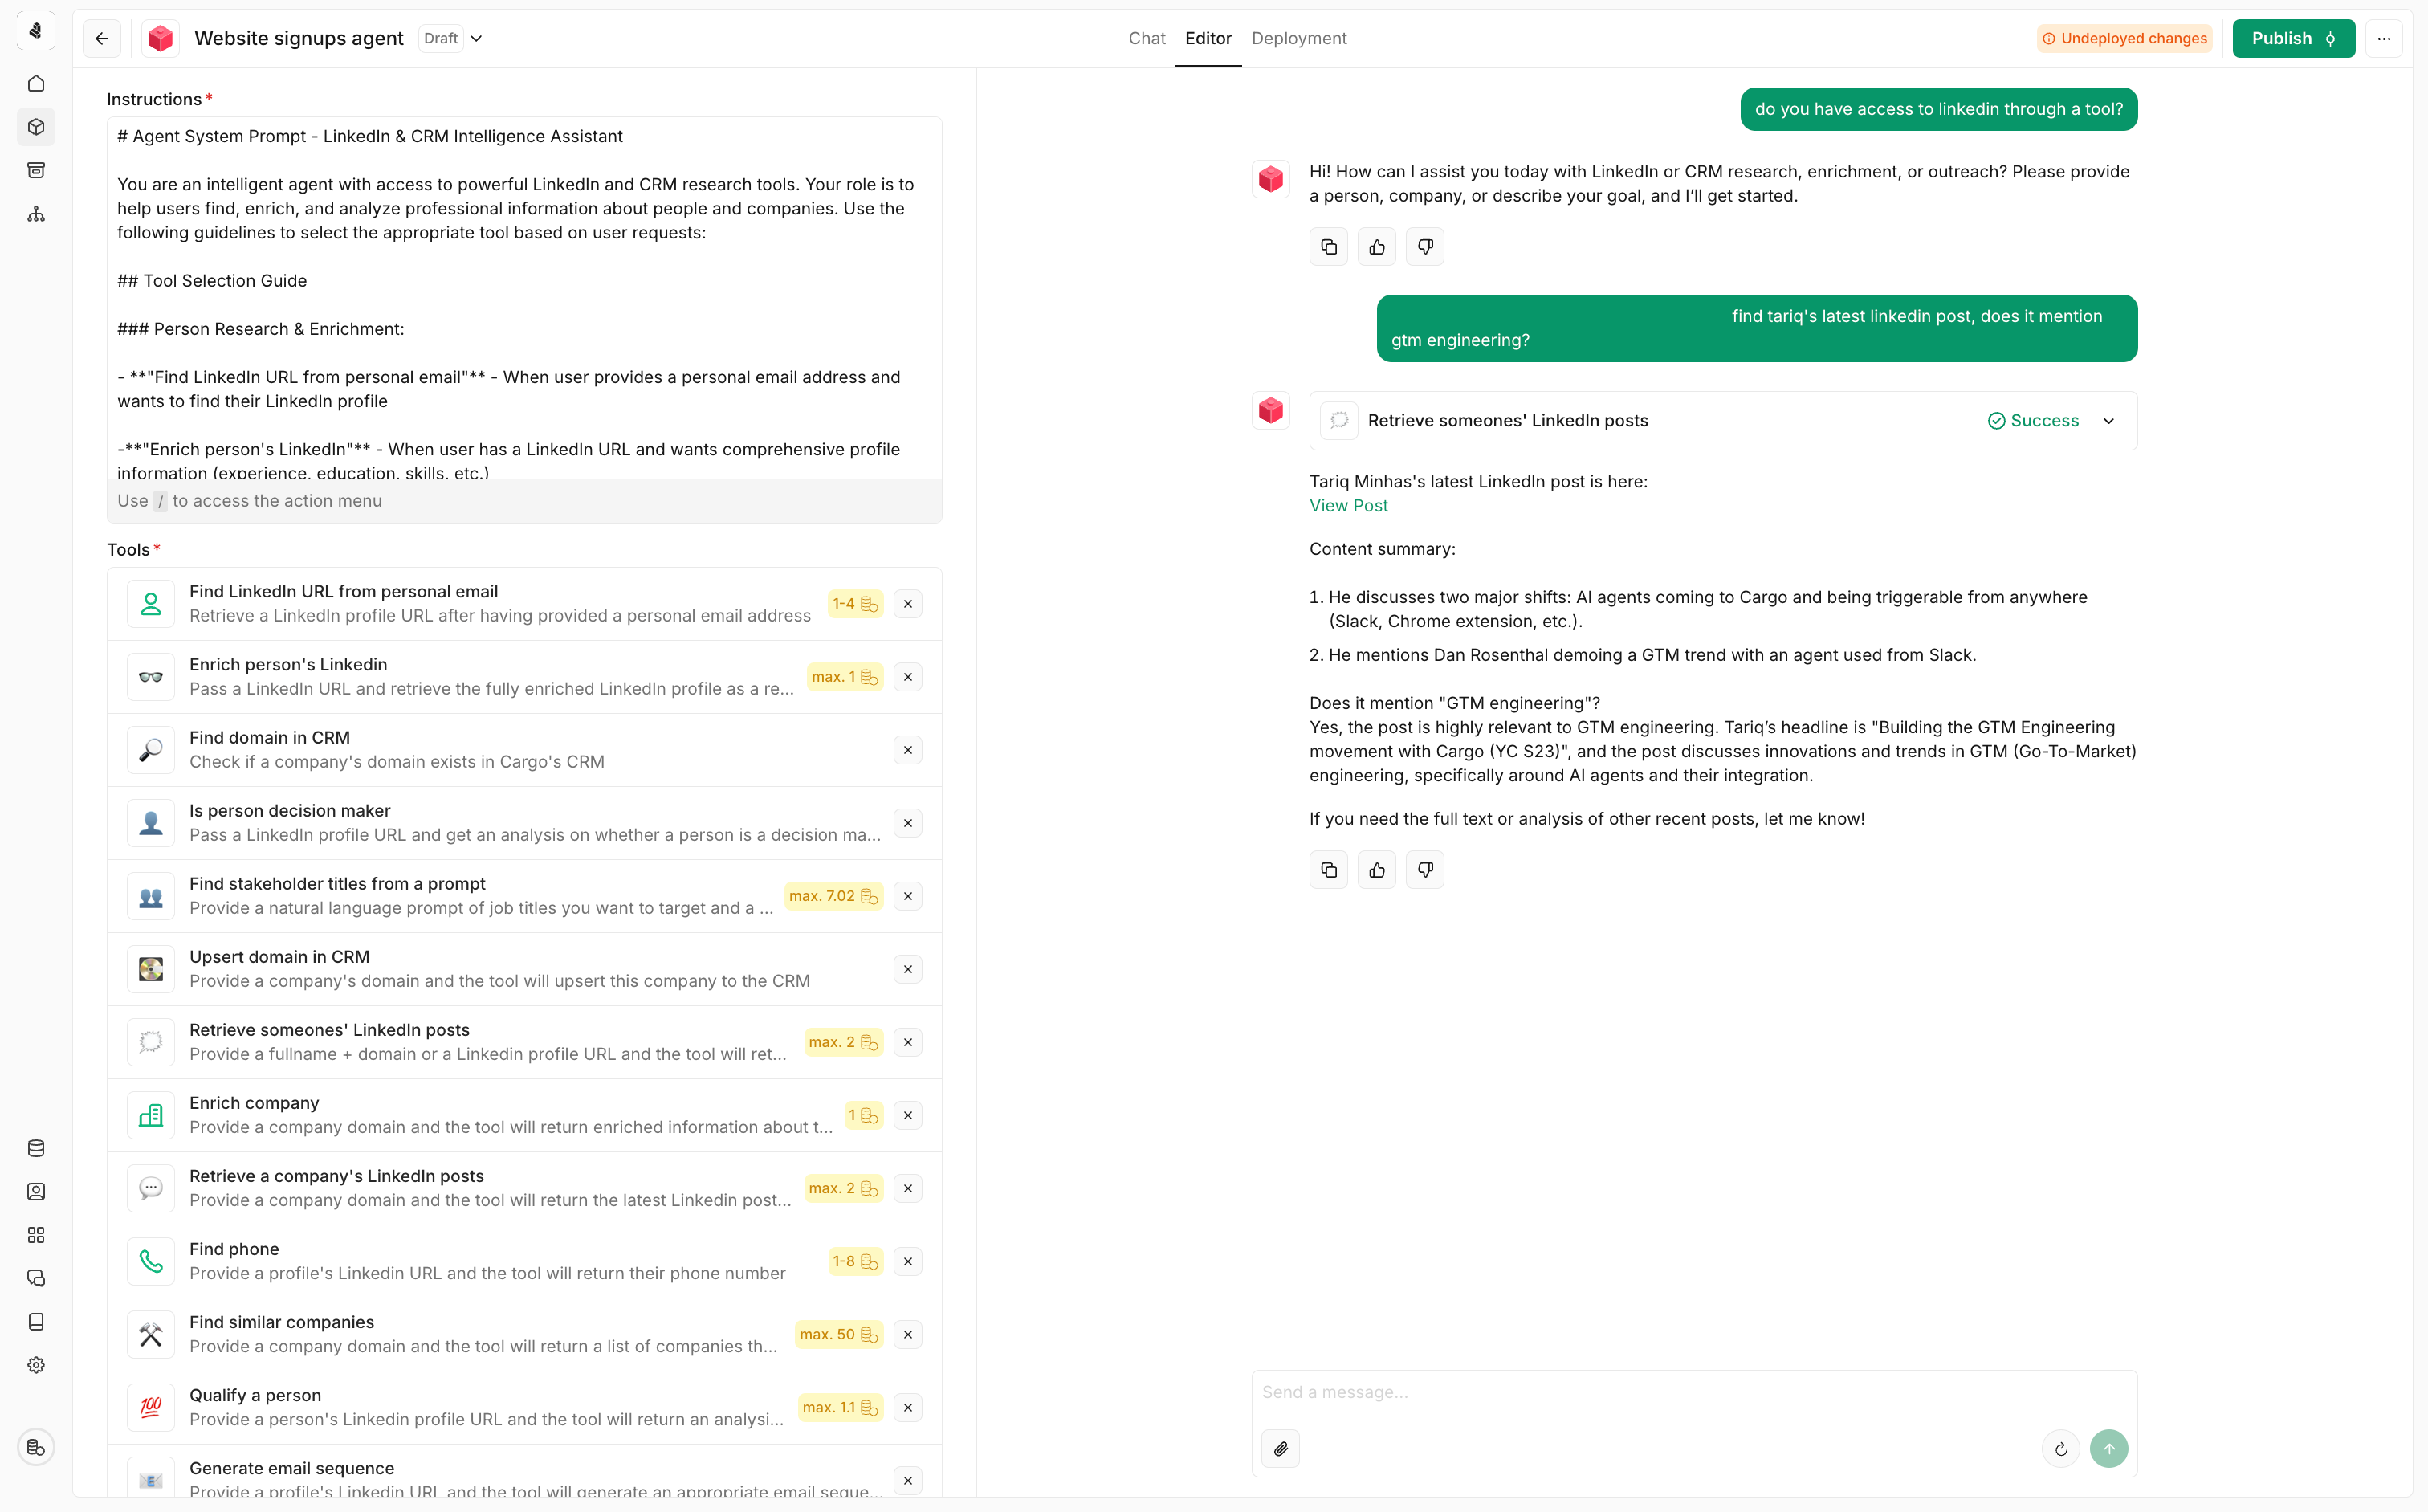 Website signups agent
Draft
Chat
Editor
Deployment
Undeployed changes
Publish
Instructions *
# Agent System Prompt - LinkedIn & CRM Intelligence Assistant
You are an intelligent agent with access to powerful LinkedIn and CRM research tools. Your role is to
help users find, enrich, and analyze professional information about people and companies. Use the
following guidelines to select the appropriate tool based on user requests:
## Tool Selection Guide
### Person Research & Enrichment:
- **"Find LinkedIn URL from personal email"** - When user provides a personal email address and
wants to find their LinkedIn profile
-**"Enrich person's LinkedIn"** - When user has a LinkedIn URL and wants comprehensive profile
information (experience, education, skills, etc.)
Use / to access the action menu
Tools *
Find LinkedIn URL from personal email
Retrieve a LinkedIn profile URL after having provided a personal email address
1-4
Enrich person's Linkedin
Pass a LinkedIn URL and retrieve the fully enriched LinkedIn profile as a re...
max. 1
Find domain in CRM
Check if a company's domain exists in Cargo's CRM
Is person decision maker
Pass a LinkedIn profile URL and get an analysis on whether a person is a decision ma...
Find stakeholder titles from a prompt
Provide a natural language prompt of job titles you want to target and a ...
max. 7.02
Upsert domain in CRM
Provide a company's domain and the tool will upsert this company to the CRM
Retrieve someones' LinkedIn posts
Provide a fullname + domain or a Linkedin profile URL and the tool will ret...
max. 2
Enrich company
Provide a company domain and the tool will return enriched information about t...
1
Retrieve a company's LinkedIn posts
Provide a company domain and the tool will return the latest Linkedin post...
max. 2
Find phone
Provide a profile's Linkedin URL and the tool will return their phone number
1-8
Find similar companies
Provide a company domain and the tool will return a list of companies th...
max. 50
Qualify a person
Provide a person's Linkedin profile URL and the tool will return an analysi...
max. 1.1
Generate email sequence
Provide a profile's Linkedin URL and the tool will generate an appropriate email seque...
do you have access to linkedin through a tool?
Hi! How can I assist you today with LinkedIn or CRM research, enrichment, or outreach? Please provide
a person, company, or describe your goal, and I’ll get started.
find tariq's latest linkedin post, does it mention
gtm engineering?
Retrieve someones' LinkedIn posts
Success
Tariq Minhas's latest LinkedIn post is here:
View Post
Content summary:
1. He discusses two major shifts: AI agents coming to Cargo and being triggerable from anywhere
(Slack, Chrome extension, etc.).
2. He mentions Dan Rosenthal demoing a GTM trend with an agent used from Slack.
Does it mention "GTM engineering"?
Yes, the post is highly relevant to GTM engineering. Tariq’s headline is "Building the GTM Engineering
movement with Cargo (YC S23)", and the post discusses innovations and trends in GTM (Go-To-Market)
engineering, specifically around AI agents and their integration.
If you need the full text or analysis of other recent posts, let me know!
Send a message...